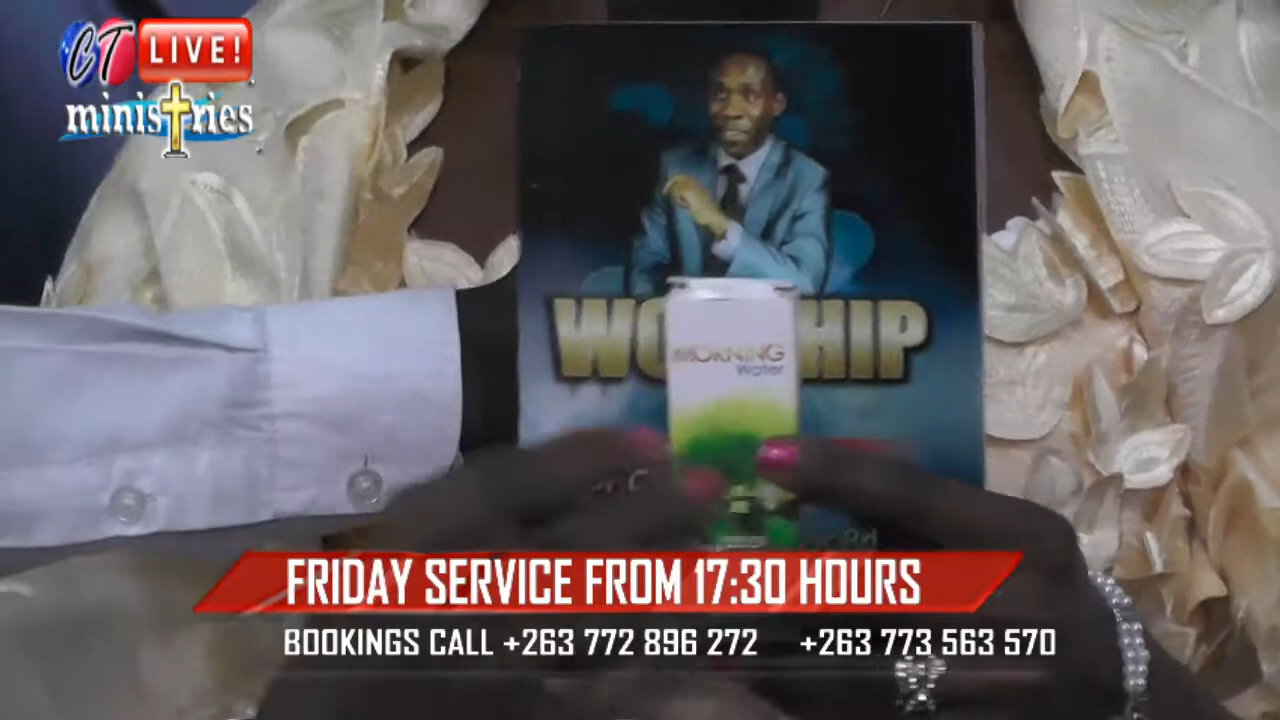 CT LIVE!
ministries
WO HIP
MORNING
Water
FRIDAY SERVICE FROM 17:30 HOURS
BOOKINGS CALL +263 772 896 272 +263 773 563 570